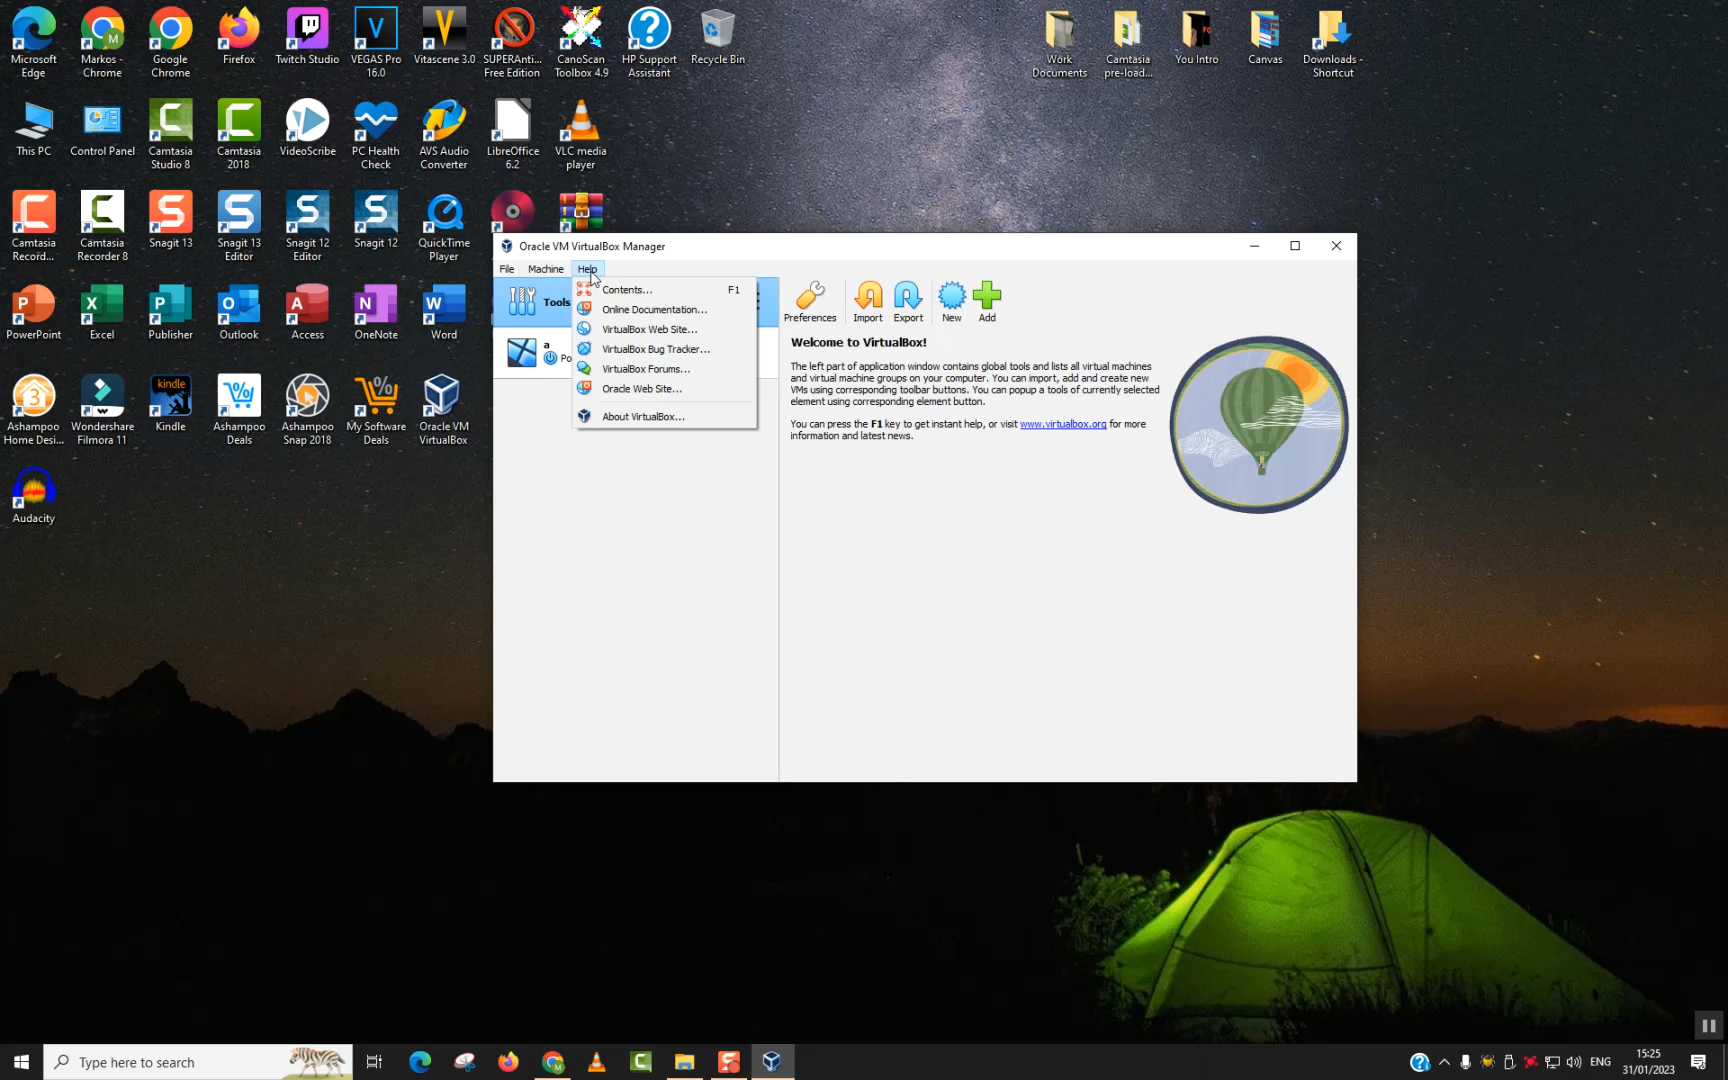 Microsoft Edge
Markos - Chrome
Google Chrome
Firefox
Twitch Studio
VEGAS Pro 16.0
Vitascene 3.0
SUPERAnti... Free Edition
CanoScan Toolbox 4.9
HP Support Assistant
Recycle Bin
Work Documents
Camtasia pre-load...
You Intro
Canvas
Downloads - Shortcut
This PC
Control Panel
Camtasia Studio 8
Camtasia 2018
VideoScribe
PC Health Check
AVS Audio Converter
LibreOffice 6.2
VLC media player
Camtasia Record...
Camtasia Recorder 8
Snagit 13
Snagit 13 Editor
Snagit 12 Editor
Snagit 12
QuickTime Player
PowerPoint
Excel
Publisher
Outlook
Access
OneNote
Word
Ashampoo Home Desi...
Wondershare Filmora 11
Kindle
Ashampoo Deals
Ashampoo Snap 2018
My Software Deals
Oracle VM VirtualBox
Audacity
Oracle VM VirtualBox Manager
File Machine Help
Tools
a
Po
Contents... F1
Online Documentation...
VirtualBox Web Site...
VirtualBox Bug Tracker...
VirtualBox Forums...
Oracle Web Site...
About VirtualBox...
Preferences Import Export New Add
Welcome to VirtualBox!
The left part of application window contains global tools and lists all virtual machines
and virtual machine groups on your computer. You can import, add and create new
VMs using corresponding toolbar buttons. You can popup a tools of currently selected
element using corresponding element button.
You can press the F1 key to get instant help, or visit www.virtualbox.org for more
information and latest news.
Type here to search
ENG
15:25
31/01/2023